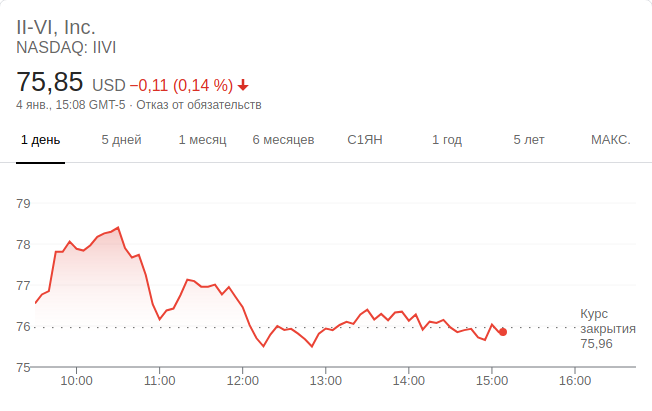 II-VI, Inc.
NASDAQ: IIVI
75,85 USD −0,11 (0,14 %)
4 янв., 15:08 GMT-5 · Отказ от обязательств
1 день 5 дней 1 месяц 6 месяцев С1ЯН 1 год 5 лет МАКС.
79
78
77
76
75
Курс
закрытия
75,96
10:00 11:00 12:00 13:00 14:00 15:00 16:00